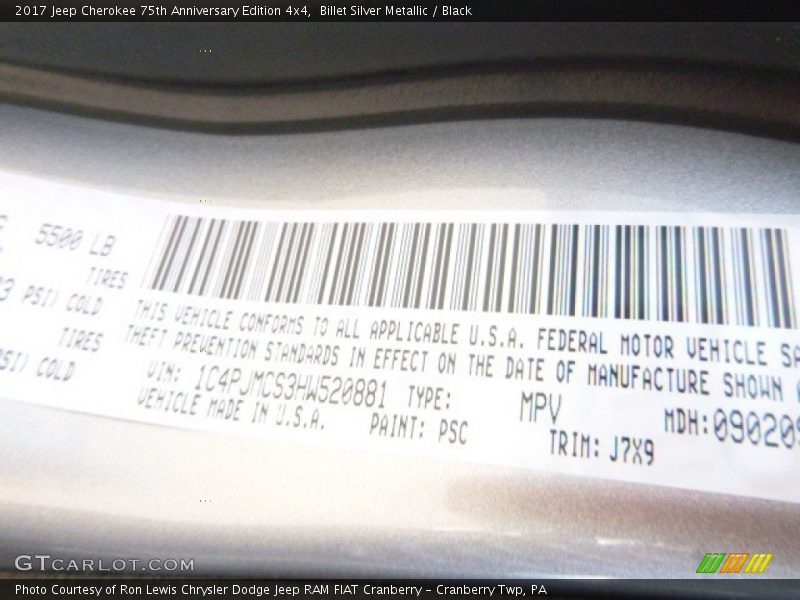 2017 Jeep Cherokee 75th Anniversary Edition 4x4,  Billet Silver Metallic / Black
5500 LB
TIRES
PSI) COLD
TIRES
PSI) COLD
THIS VEHICLE CONFORMS TO ALL APPLICABLE U.S.A. FEDERAL MOTOR VEHICLE SA
THEFT PREVENTION STANDARDS IN EFFECT ON THE DATE OF MANUFACTURE SHOWN
VIN: 1C4PJMCS3HW520881 TYPE: MPV MDH:090209
VEHICLE MADE IN U.S.A. PAINT: PSC TRIM: J7X9
GTCARLOT.COM
Photo Courtesy of Ron Lewis Chrysler Dodge Jeep RAM FIAT Cranberry – Cranberry Twp, PA